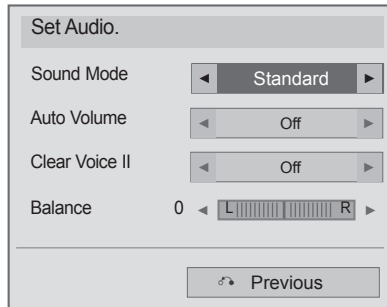 Set Audio.
Sound Mode ◄ Standard ►
Auto Volume ◄ Off ►
Clear Voice II ◄ Off ►
Balance 0 ◄ L R ►
Previous